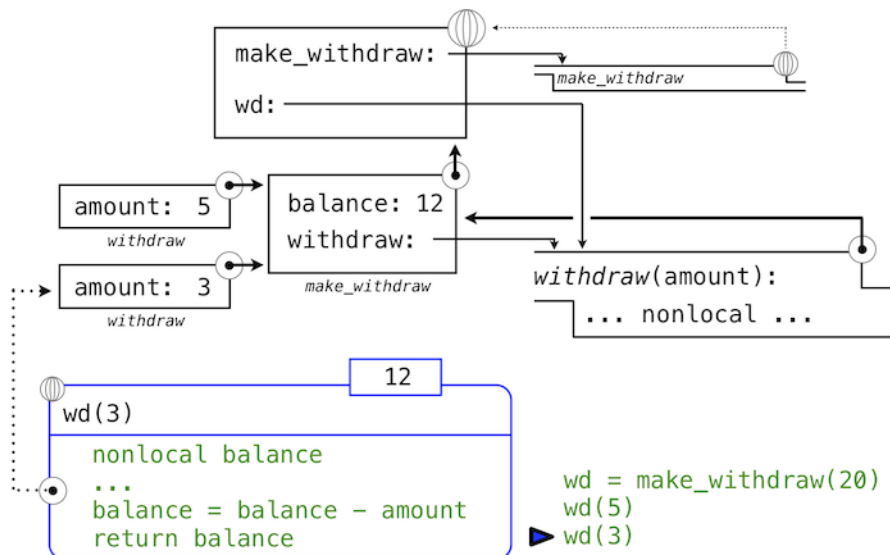 make_withdraw:
make_withdraw
wd:
amount: 5
withdraw
balance: 12
withdraw:
make_withdraw
amount: 3
withdraw
withdraw(amount):
... nonlocal ...
12
wd(3)
nonlocal balance
...
balance = balance – amount
return balance
wd = make_withdraw(20)
wd(5)
wd(3)